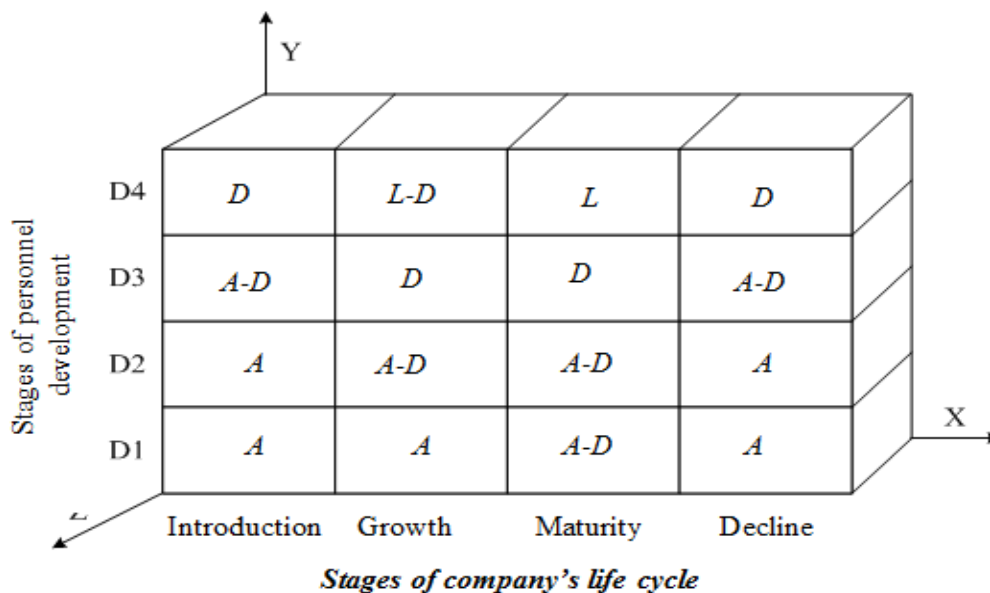 Y
D4 D L-D L D
D3 A-D D D A-D
D2 A A-D A-D A
D1 A A A-D A
Stages of personnel
development
X
Introduction Growth Maturity Decline
Stages of company's life cycle